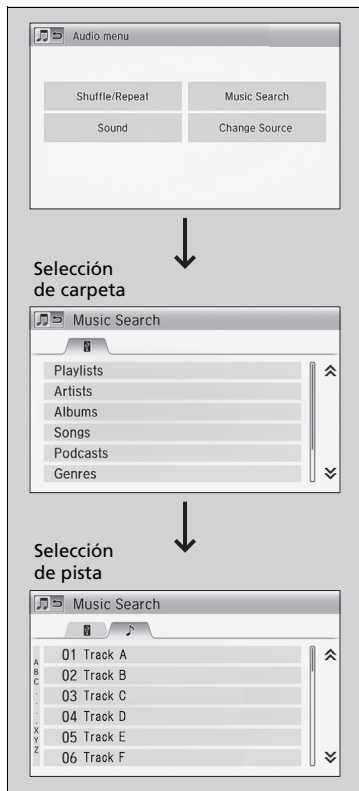 Audio menu
Shuffle/Repeat Music Search
Sound Change Source
Selección
de carpeta
Music Search
Playlists
Artists
Albums
Songs
Podcasts
Genres
Selección
de pista
Music Search
A
B
C
.
.
.
X
Y
Z
01 Track A
02 Track B
03 Track C
04 Track D
05 Track E
06 Track F